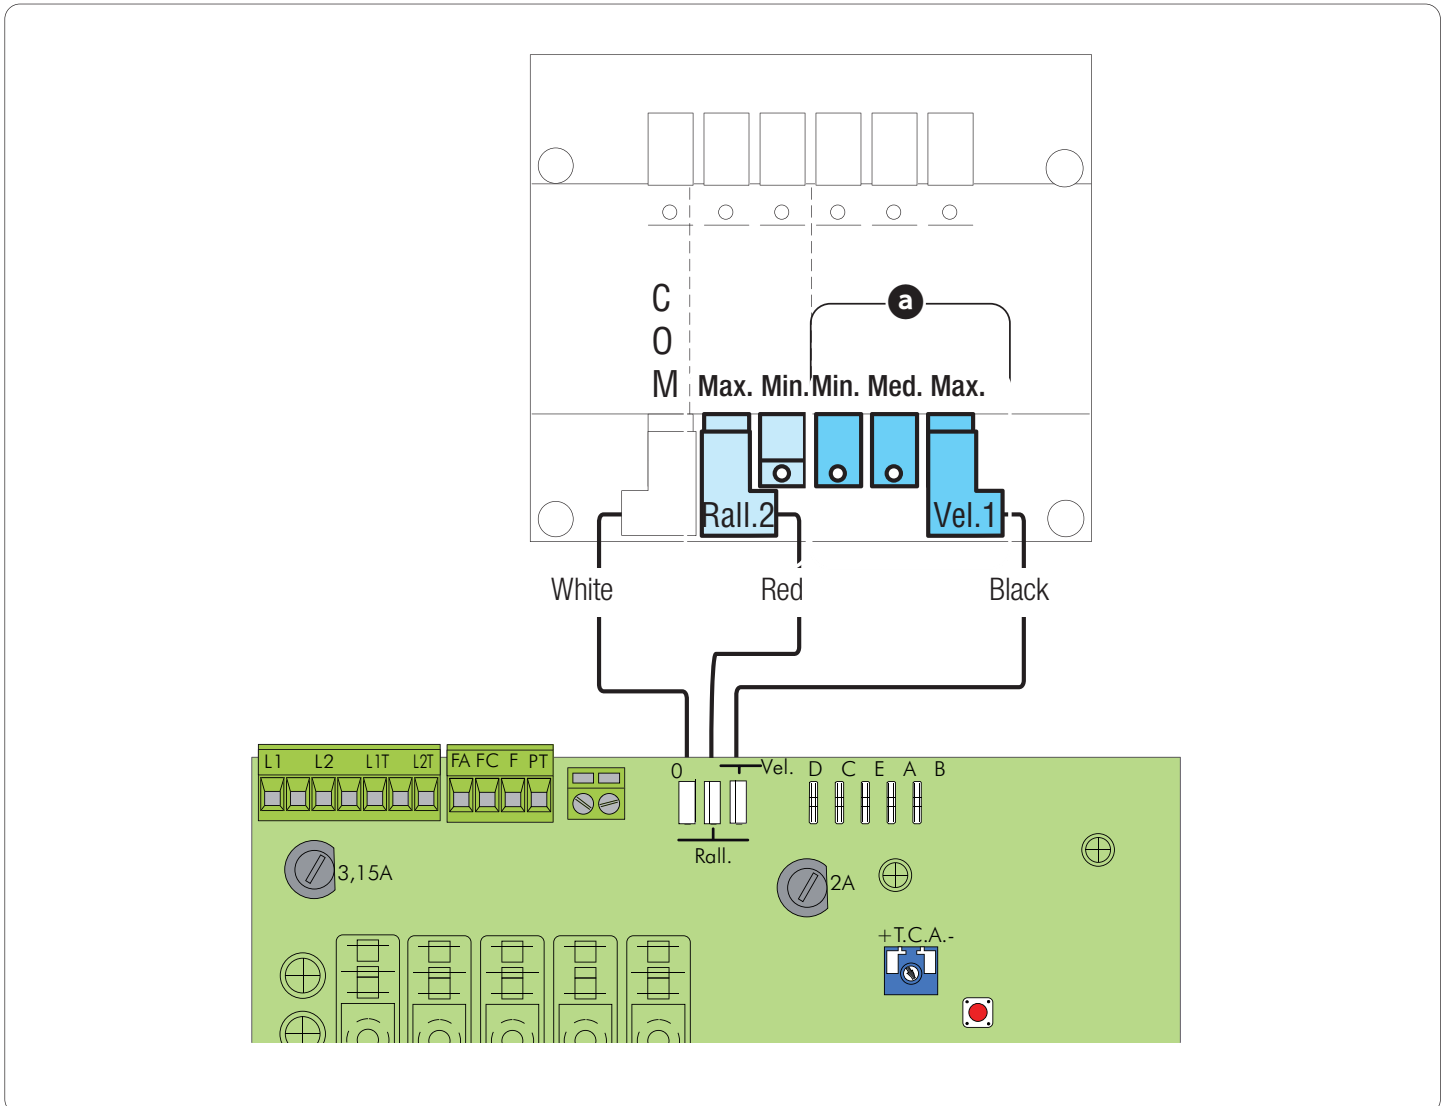 a
C
O
M
Max. Min. Min. Med. Max.
Rall.2
Vel.1
White
Red
Black
L1 L2 L1T L2T
FA FC F PT
0
Vel.
D C E A B
Rall.
3,15A
2A
+T.C.A.-